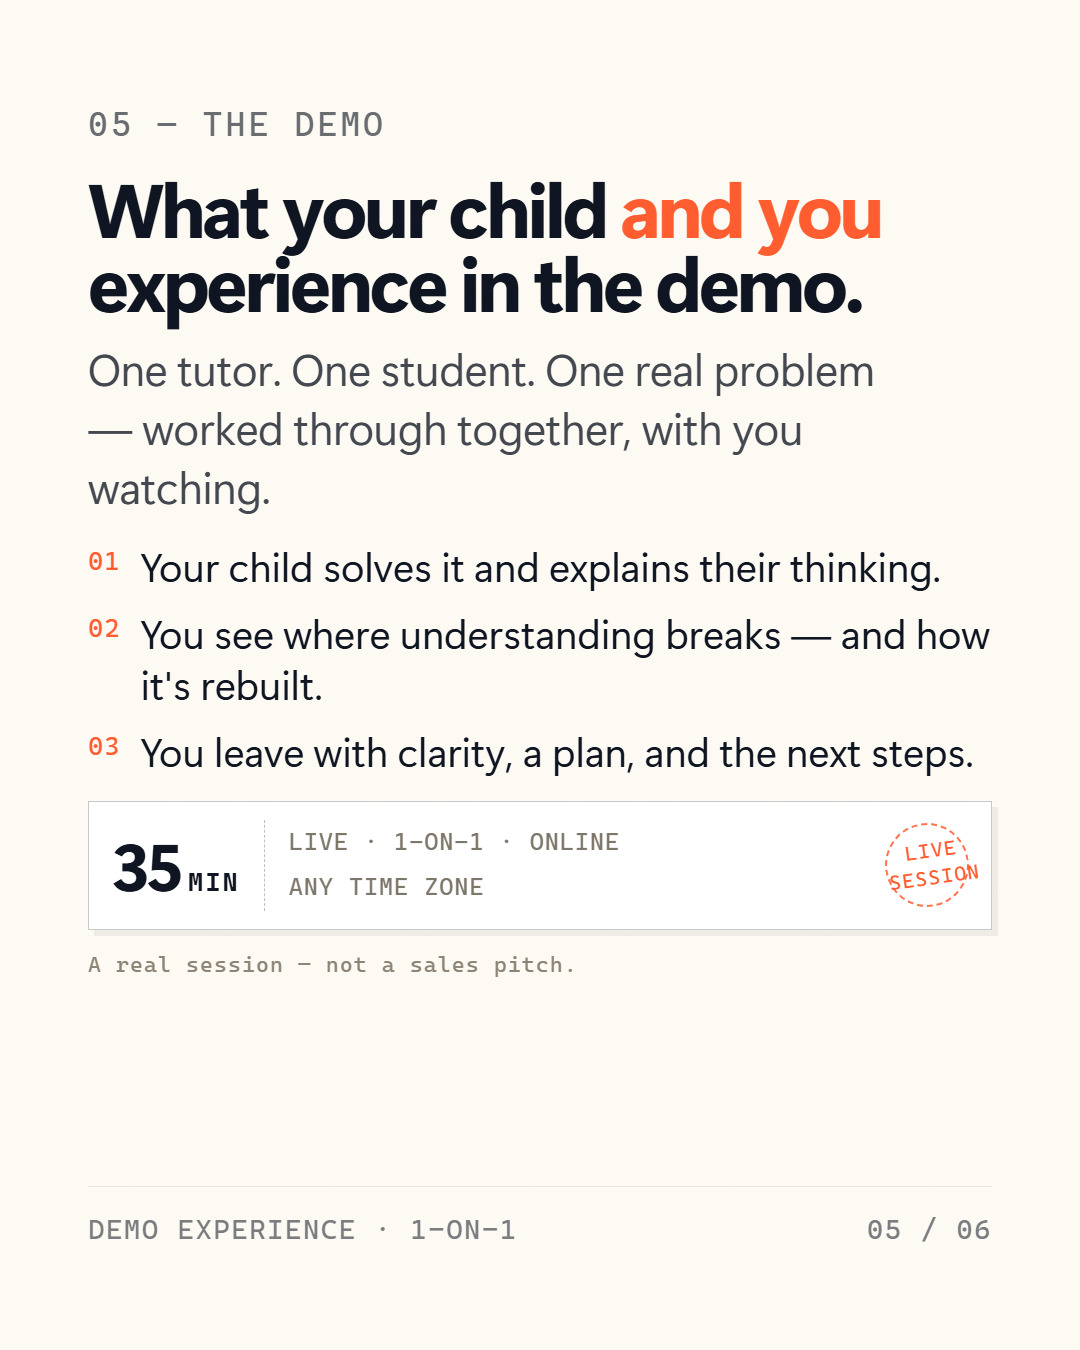 05 — THE DEMO
What your child and you
experience in the demo.
One tutor. One student. One real problem
— worked through together, with you
watching.
01 Your child solves it and explains their thinking.
02 You see where understanding breaks — and how
it's rebuilt.
03 You leave with clarity, a plan, and the next steps.
35 MIN
LIVE · 1-ON-1 · ONLINE
ANY TIME ZONE
LIVE
SESSION
A real session — not a sales pitch.
DEMO EXPERIENCE · 1-ON-1
05 / 06